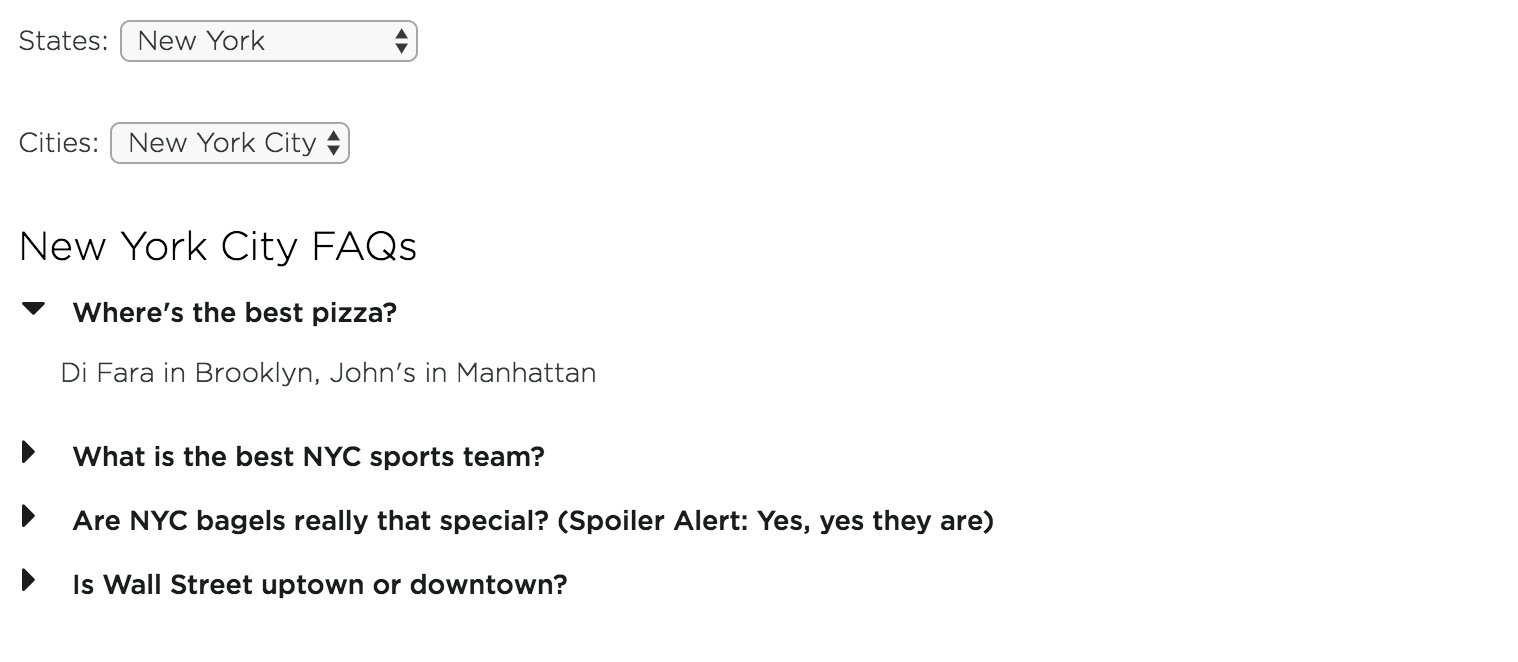 States: New York
Cities: New York City
New York City FAQs
Where's the best pizza?
Di Fara in Brooklyn, John's in Manhattan
What is the best NYC sports team?
Are NYC bagels really that special? (Spoiler Alert: Yes, yes they are)
Is Wall Street uptown or downtown?